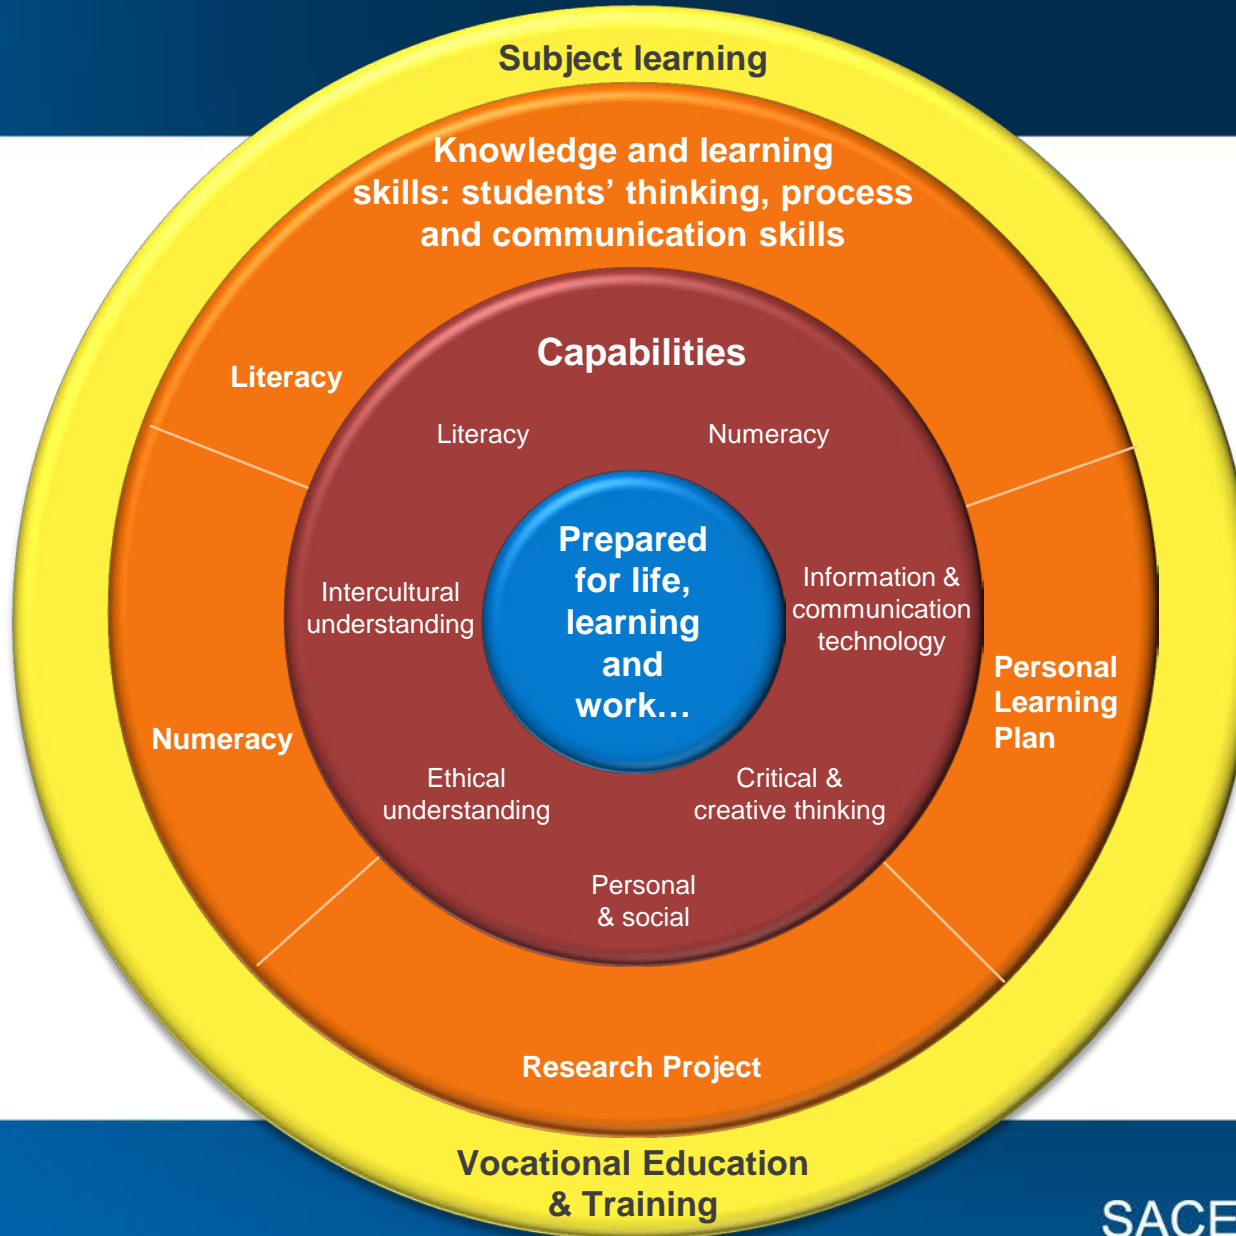 Subject learning
Knowledge and learning
skills: students’ thinking, process
and communication skills
Capabilities
Literacy
Literacy
Numeracy
Prepared
for life,
learning
and
work…
Intercultural
understanding
Information &
communication
technology
Personal
Learning
Plan
Numeracy
Ethical
understanding
Critical &
creative thinking
Personal
& social
Research Project
Vocational Education
& Training
SACE